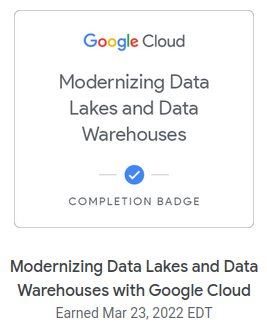 Google Cloud
Modernizing Data
Lakes and Data
Warehouses
COMPLETION BADGE
Modernizing Data Lakes and Data
Warehouses with Google Cloud
Earned Mar 23, 2022 EDT